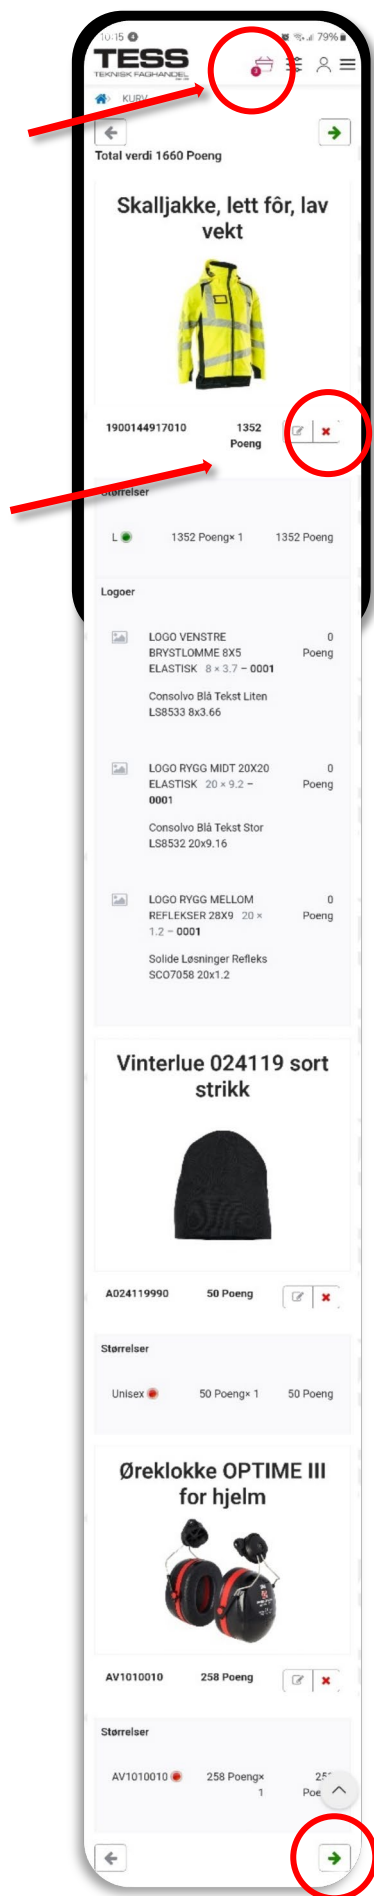 10:15
79%
TESS
TEKNISK FAGHANDEL
3
KURV
Total verdi 1660 Poeng
Skalljakke, lett fôr, lav
vekt
1900144917010 1352
Poeng
Størrelser
L 1352 Poeng× 1 1352 Poeng
Logoer
LOGO VENSTRE 0
BRYSTLOMME 8X5 Poeng
ELASTISK 8 × 3.7 – 0001
Consolvo Blå Tekst Liten
LS8533 8x3.66
LOGO RYGG MIDT 20X20 0
ELASTISK 20 × 9.2 – Poeng
0001
Consolvo Blå Tekst Stor
LS8532 20x9.16
LOGO RYGG MELLOM 0
REFLEKSER 28X9 20 × Poeng
1.2 – 0001
Solide Løsninger Refleks
SCO7058 20x1.2
Vinterlue 024119 sort
strikk
A024119990 50 Poeng
Størrelser
Unisex 50 Poeng× 1 50 Poeng
Øreklokke OPTIME III
for hjelm
AV1010010 258 Poeng
Størrelser
AV1010010 258 Poeng×
1